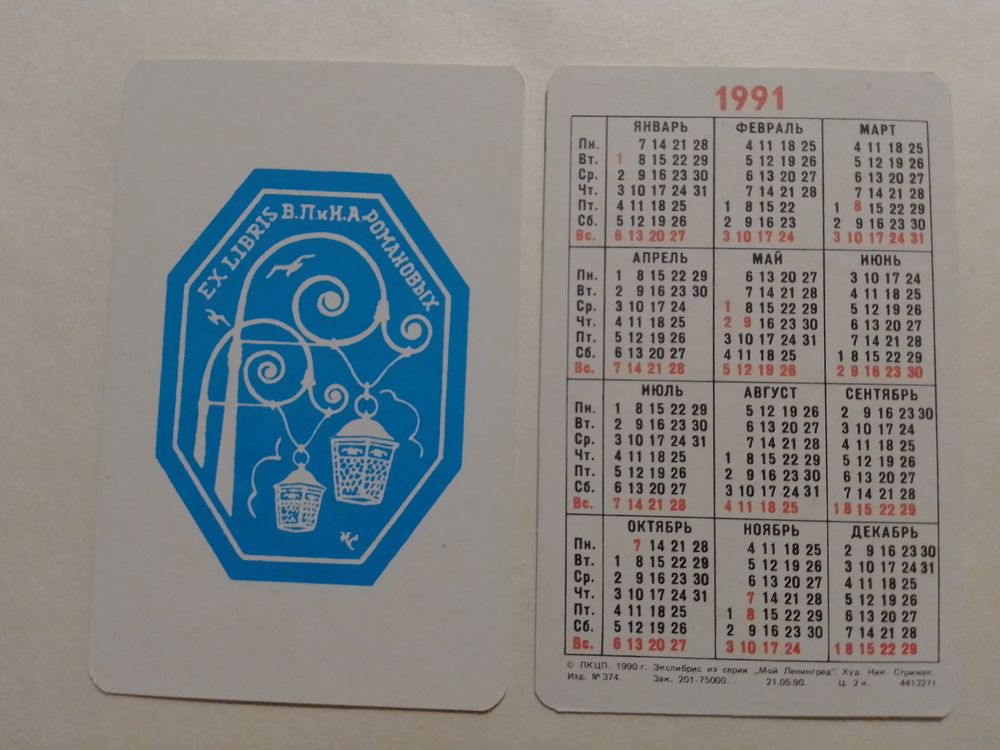 EX LIBRIS В.П. и Н.А. РОМАНОВЫХ
1991
ЯНВАРЬ ФЕВРАЛЬ МАРТ
Пн. 7 14 21 28 4 11 18 25 4 11 18 25
Вт. 1 8 15 22 29 5 12 19 26 5 12 19 26
Ср. 2 9 16 23 30 6 13 20 27 6 13 20 27
Чт. 3 10 17 24 31 7 14 21 28 7 14 21 28
Пт. 4 11 18 25 1 8 15 22 1 8 15 22 29
Сб. 5 12 19 26 2 9 16 23 2 9 16 23 30
Вс. 6 13 20 27 3 10 17 24 3 10 17 24 31
АПРЕЛЬ МАЙ ИЮНЬ
Пн. 1 8 15 22 29 6 13 20 27 3 10 17 24
Вт. 2 9 16 23 30 7 14 21 28 4 11 18 25
Ср. 3 10 17 24 1 8 15 22 29 5 12 19 26
Чт. 4 11 18 25 2 9 16 23 30 6 13 20 27
Пт. 5 12 19 26 3 10 17 24 31 7 14 21 28
Сб. 6 13 20 27 4 11 18 25 1 8 15 22 29
Вс. 7 14 21 28 5 12 19 26 2 9 16 23 30
ИЮЛЬ АВГУСТ СЕНТЯБРЬ
Пн. 1 8 15 22 29 5 12 19 26 2 9 16 23 30
Вт. 2 9 16 23 30 6 13 20 27 3 10 17 24
Ср. 3 10 17 24 31 7 14 21 28 4 11 18 25
Чт. 4 11 18 25 1 8 15 22 29 5 12 19 26
Пт. 5 12 19 26 2 9 16 23 30 6 13 20 27
Сб. 6 13 20 27 3 10 17 24 31 7 14 21 28
Вс. 7 14 21 28 4 11 18 25 1 8 15 22 29
ОКТЯБРЬ НОЯБРЬ ДЕКАБРЬ
Пн. 7 14 21 28 4 11 18 25 2 9 16 23 30
Вт. 1 8 15 22 29 5 12 19 26 3 10 17 24 31
Ср. 2 9 16 23 30 6 13 20 27 4 11 18 25
Чт. 3 10 17 24 31 7 14 21 28 5 12 19 26
Пт. 4 11 18 25 1 8 15 22 29 6 13 20 27
Сб. 5 12 19 26 2 9 16 23 30 7 14 21 28
Вс. 6 13 20 27 3 10 17 24 1 8 15 22 29
© ЛКЦП. 1990 г. Экслибрис из серии „Мой Ленинград". Худ. Ник. Стрижак.
Изд. № 374. Зак. 201-75000. 21.05.90. Ц. 2 к. 4413271